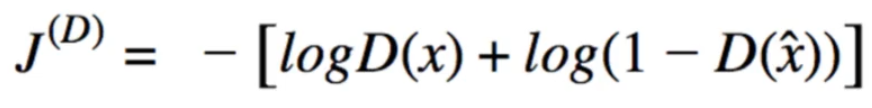 J^{(D)} = − [logD(x) + log(1 − D(x̂))]